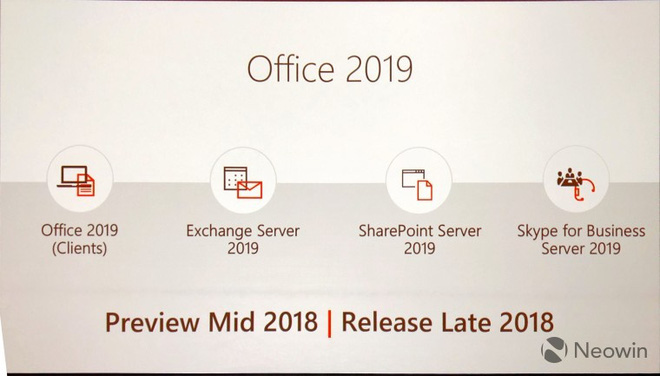 Office 2019
Office 2019
(Clients)
Exchange Server
2019
SharePoint Server
2019
Skype for Business
Server 2019
Preview Mid 2018 | Release Late 2018
Neowin